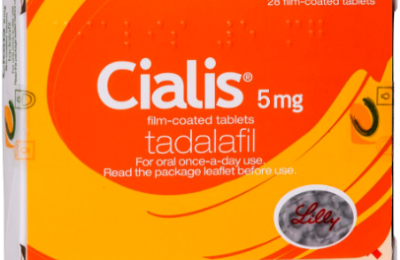 28 film-coated tablets
Cialis® 5 mg
film-coated tablets
tadalafil
For oral once-a-day use.
Read the package leaflet before use.
Lilly